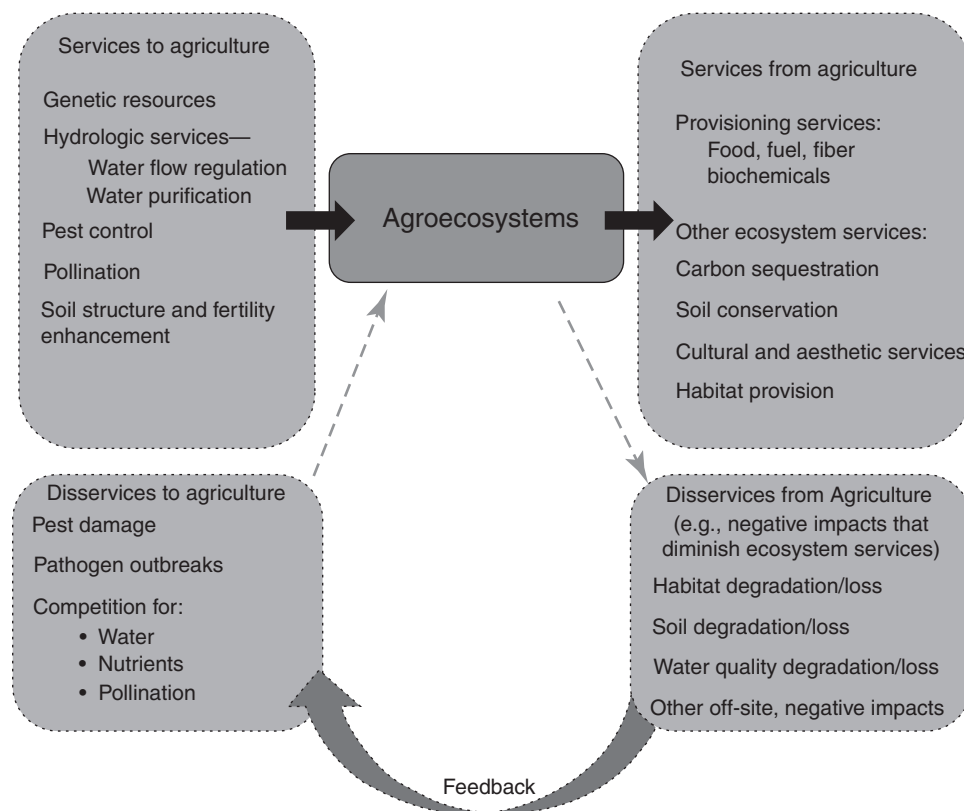 Services to agriculture
Genetic resources
Hydrologic services—
Water flow regulation
Water purification
Pest control
Pollination
Soil structure and fertility
enhancement
Agroecosystems
Services from agriculture
Provisioning services:
Food, fuel, fiber
biochemicals
Other ecosystem services:
Carbon sequestration
Soil conservation
Cultural and aesthetic services
Habitat provision
Disservices to agriculture
Pest damage
Pathogen outbreaks
Competition for:
• Water
• Nutrients
• Pollination
Disservices from Agriculture
(e.g., negative impacts that
diminish ecosystem services)
Habitat degradation/loss
Soil degradation/loss
Water quality degradation/loss
Other off-site, negative impacts
Feedback